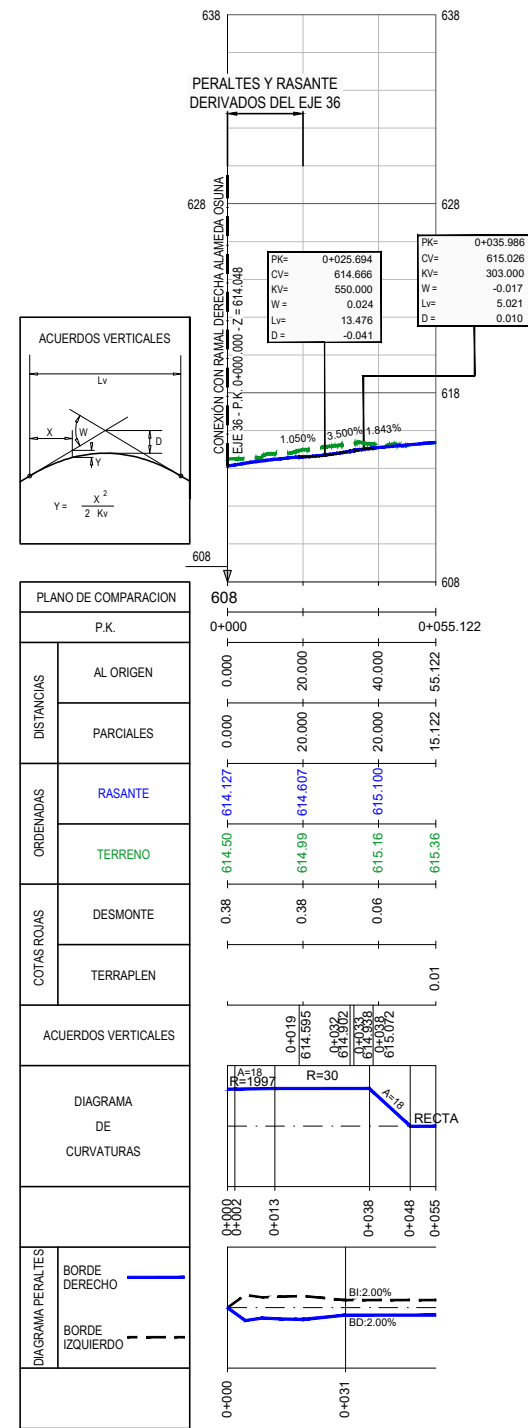 638
638
PERALTES Y RASANTE
DERIVADOS DEL EJE 36
628
628
CONEXIÓN CON RAMAL DERECHA ALAMEDA OSUNA
EJE 36 - P.K. 0+000.000 - Z = 614.048
PK= 0+025.694
CV= 614.666
KV= 550.000
W = 0.024
Lv= 13.476
D = -0.041
PK= 0+035.986
CV= 615.026
KV= 303.000
W = -0.017
Lv= 5.021
D = 0.010
ACUERDOS VERTICALES
Lv
X
W
D
Y
Y = X 2
2 Kv
618
1.050%
3.500%
1.843%
608
608
PLANO DE COMPARACION
608
P.K.
0+000
0+055.122
DISTANCIAS
AL ORIGEN
0.000
20.000
40.000
55.122
PARCIALES
0.000
20.000
20.000
15.122
ORDENADAS
RASANTE
614.127
614.607
615.100
TERRENO
614.50
614.99
615.16
615.36
COTAS ROJAS
DESMONTE
0.38
0.38
0.06
TERRAPLEN
0.01
ACUERDOS VERTICALES
0+019
614.595
0+032
614.902
0+033
614.938
0+038
615.072
DIAGRAMA
DE
CURVATURAS
A=18
R=1997
R=30
A=18
RECTA
0+000
0+002
0+013
0+038
0+048
0+055
DIAGRAMA PERALTES
BORDE
DERECHO
BORDE
IZQUIERDO
BI:2.00%
BD:2.00%
0+000
0+031